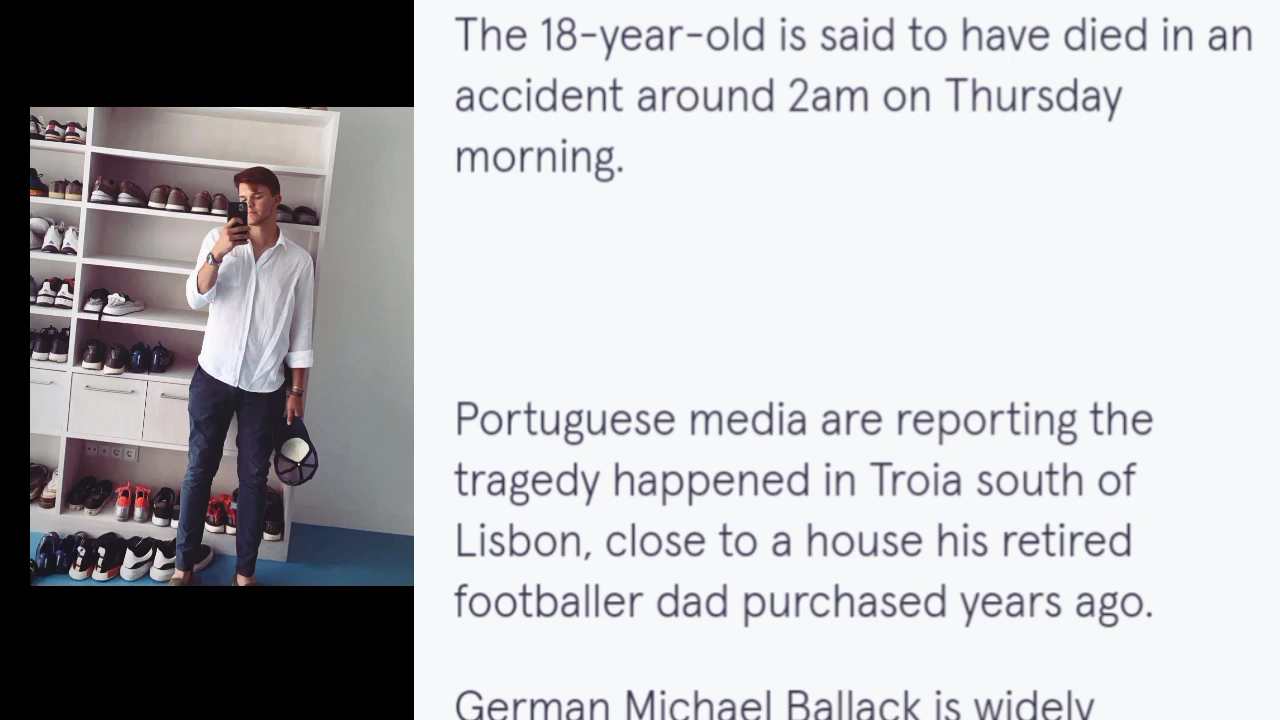 The 18-year-old is said to have died in an
accident around 2am on Thursday
morning.
Portuguese media are reporting the
tragedy happened in Troia south of
Lisbon, close to a house his retired
footballer dad purchased years ago.
German Michael Ballack is widely